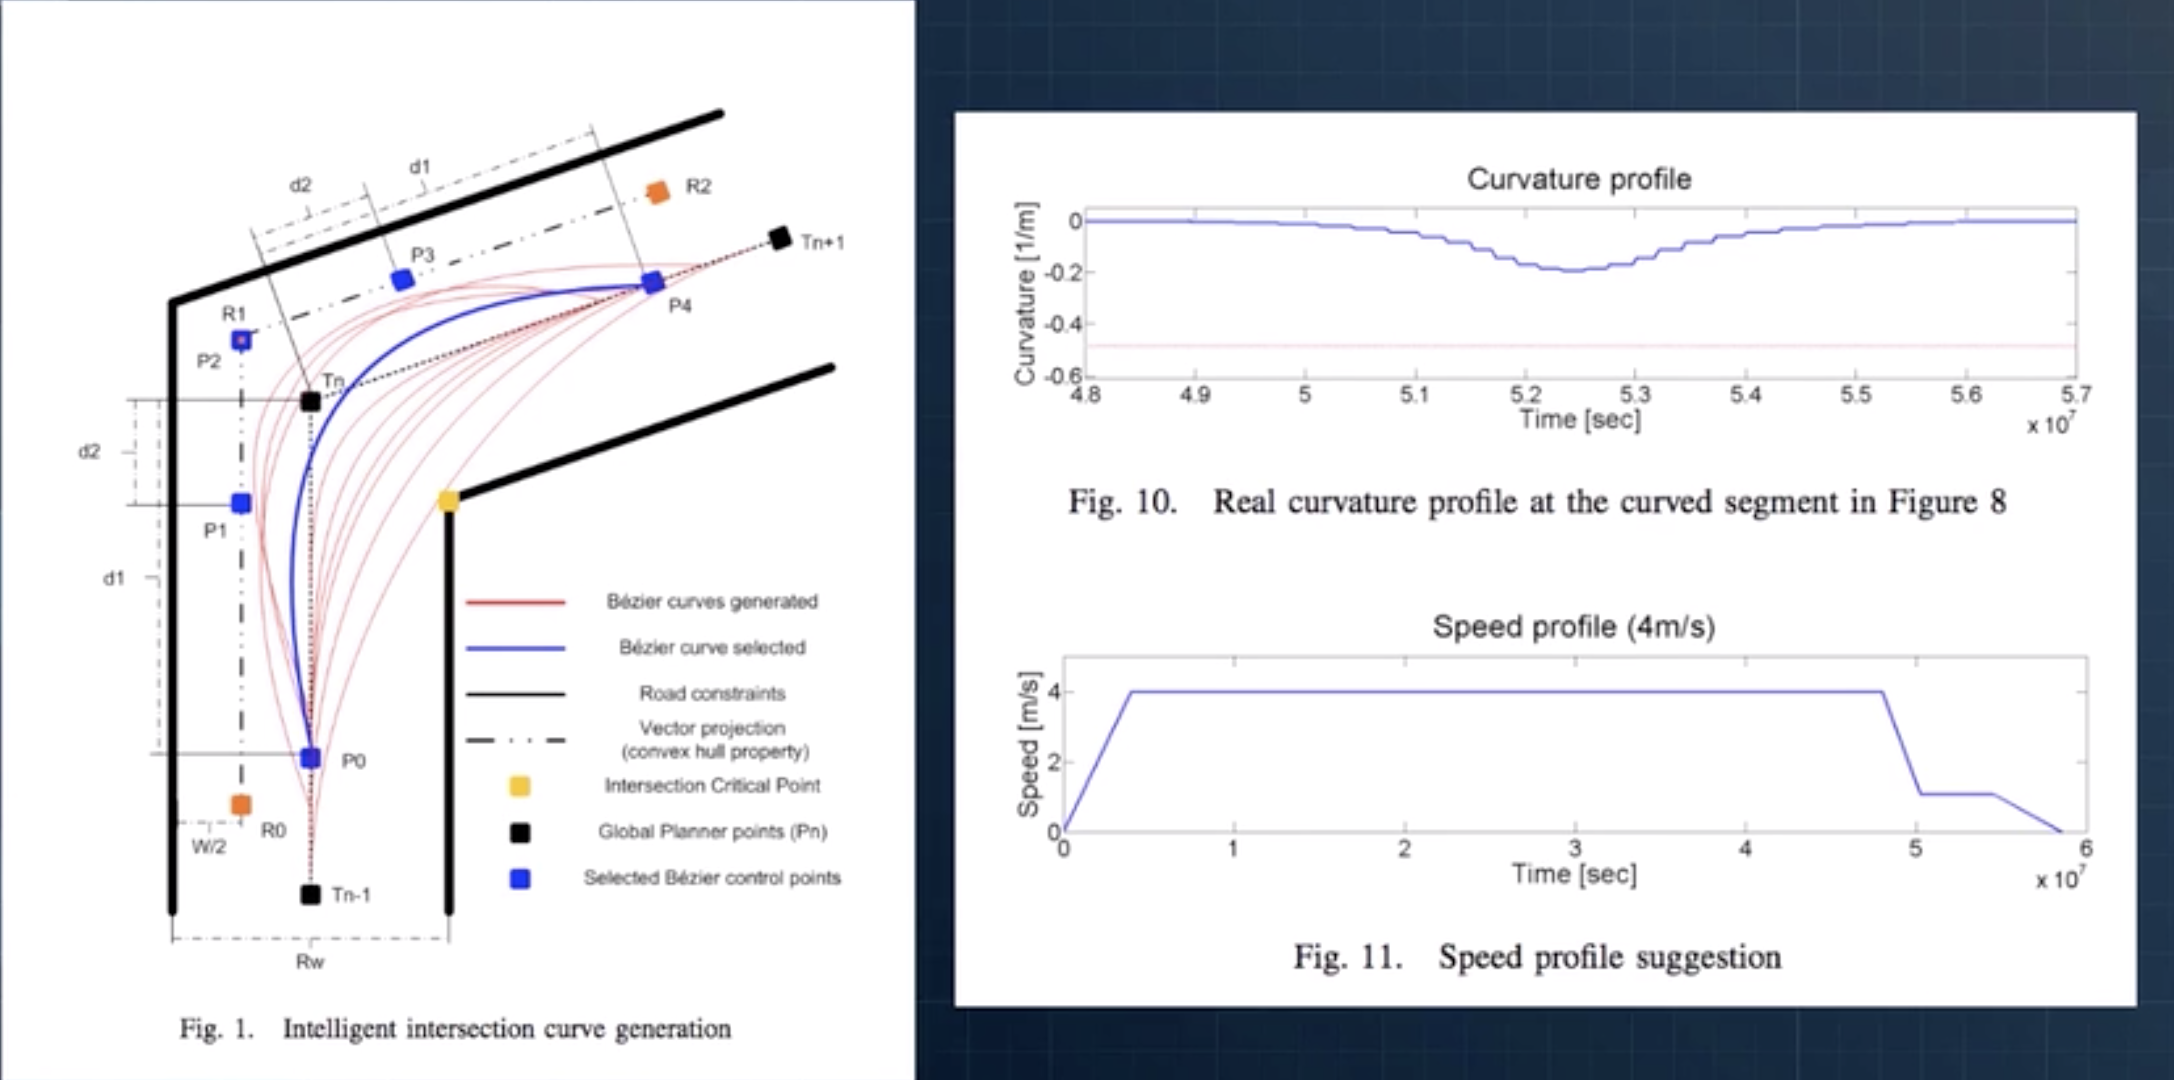 d1
d2
R2
Tn+1
P3
P4
R1
P2
Tn
d2
P1
d1
Bézier curves generated
Bézier curve selected
Road constraints
Vector projection
(convex hull property)
P0
Intersection Critical Point
R0
Global Planner points (Pn)
W/2
Selected Bézier control points
Tn-1
Rw
Fig. 1. Intelligent intersection curve generation
Curvature profile
Curvature [1/m]
0
-0.2
-0.4
-0.6
4.8 4.9 5 5.1 5.2 5.3 5.4 5.5 5.6 5.7
Time [sec]
x 10⁷
Fig. 10. Real curvature profile at the curved segment in Figure 8
Speed profile (4m/s)
Speed [m/s]
4
2
0
0 1 2 3 4 5 6
Time [sec]
x 10⁷
Fig. 11. Speed profile suggestion